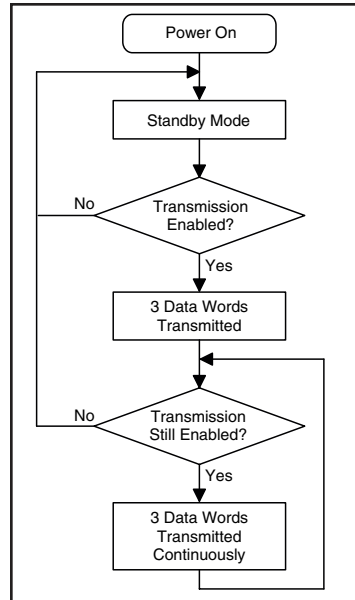 Power On
Standby Mode
Transmission
Enabled?
No
Yes
3 Data Words
Transmitted
Transmission
Still Enabled?
No
Yes
3 Data Words
Transmitted
Continuously